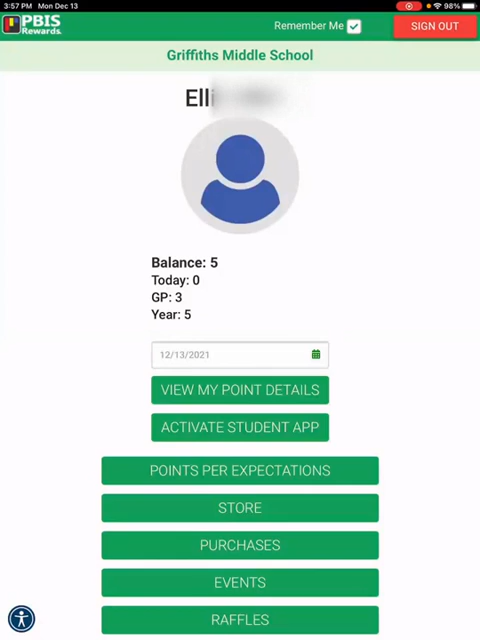 3:57 PM Mon Dec 13
98%
PBIS
Rewards
Remember Me
SIGN OUT
Griffiths Middle School
Elli
Balance: 5
Today: 0
GP: 3
Year: 5
12/13/2021
VIEW MY POINT DETAILS
ACTIVATE STUDENT APP
POINTS PER EXPECTATIONS
STORE
PURCHASES
EVENTS
RAFFLES